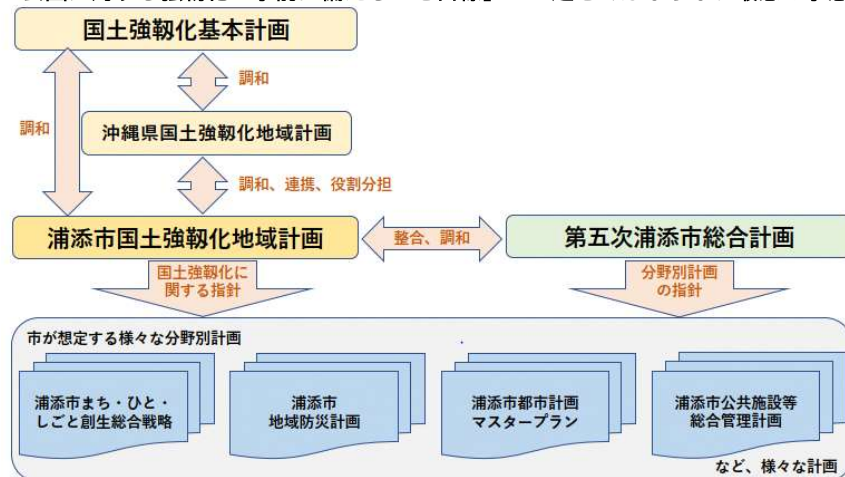 国土強靱化基本計画
調和
調和
沖縄県国土強靱化地域計画
調和、連携、役割分担
浦添市国土強靱化地域計画
整合、調和
第五次浦添市総合計画
国土強靱化に
関する指針
分野別計画
の指針
市が想定する様々な分野別計画
浦添市まち・ひと・
しごと創生総合戦略
浦添市
地域防災計画
浦添市都市計画
マスタープラン
浦添市公共施設等
総合管理計画
など、様々な計画